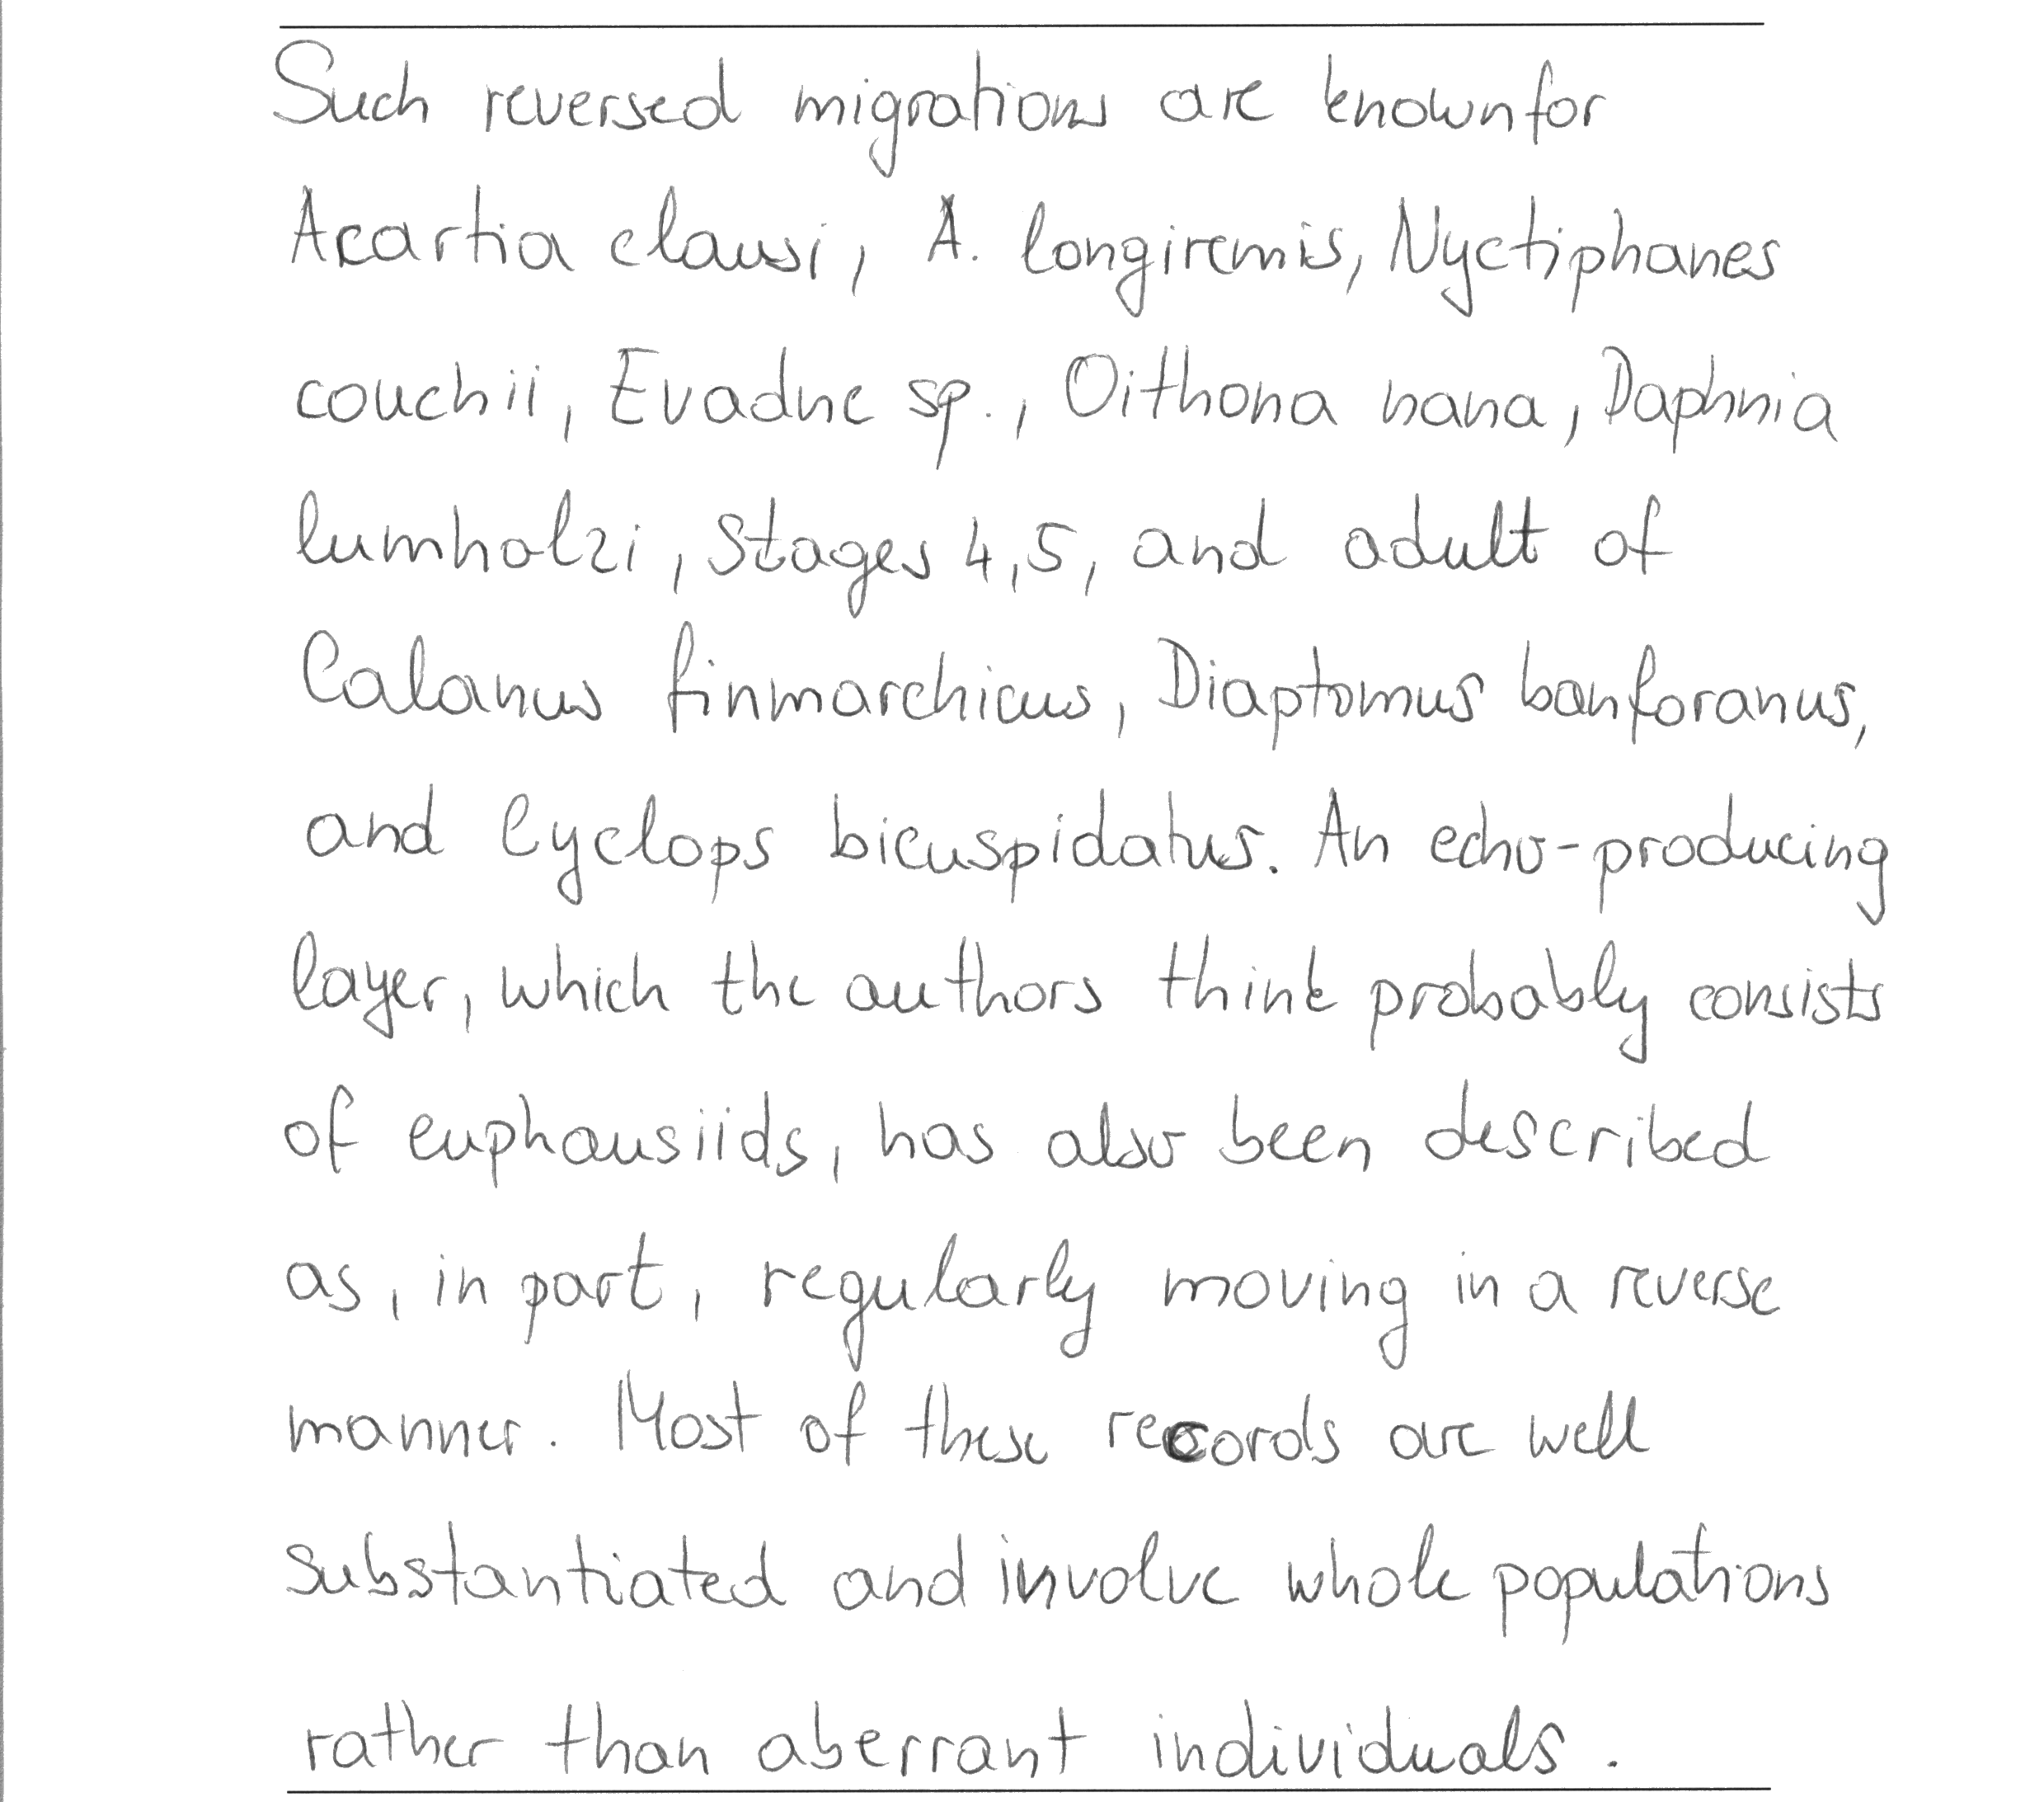 Such reversed migrations are knownfor
Acartia clausi, A. longiremis, Nyctiphanes
couchii, Evadne sp., Oithona nana, Daphnia
lumholzi, stages 4,5, and adult of
Calanus finmarchicus, Diaptomus banforanus,
and Cyclops bicuspidatus. An echo-producing
layer, which the authors think probably consists
of euphausiids, has also been described
as, in part, regularly moving in a reverse
manner. Most of these records are well
substantiated and involve whole populations
rather than aberrant individuals.